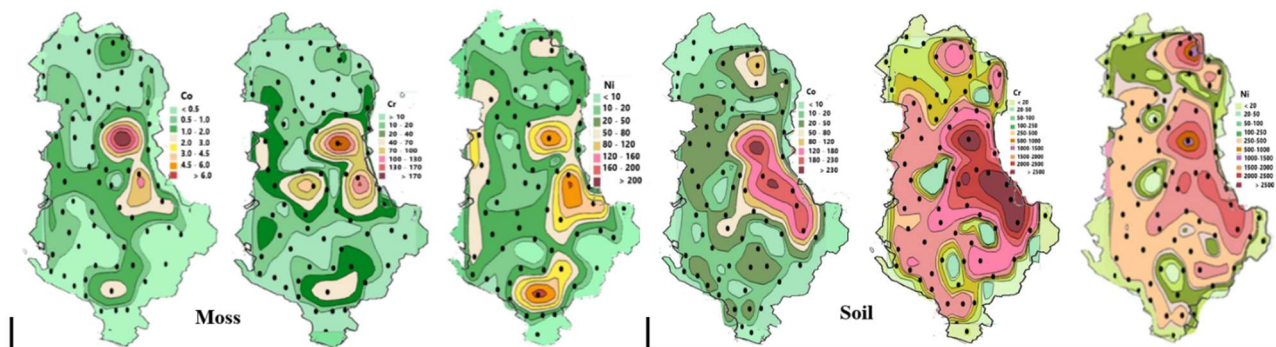 Co
< 0.5
0.5 - 1.0
1.0 - 2.0
2.0 - 3.0
3.0 - 4.5
4.5 - 6.0
> 6.0
Cr
> 10
10 - 20
20 - 40
40 - 70
70 - 100
100 - 130
130 - 170
> 170
Ni
< 10
10 - 20
20 - 50
50 - 80
80 - 120
120 - 160
160 - 200
> 200
Moss
Co
< 10
10 - 20
20 - 50
50 - 80
80 - 120
120 - 180
180 - 230
> 230
Cr
< 20
20-50
50-100
100-250
250-500
500 1000
1000-1500
1500 2000
2000 2500
> 2500
Ni
< 20
20-50
50-100
100-250
250-500
500-1000
1000-1500
1500-2000
2000-2500
> 2500
Soil